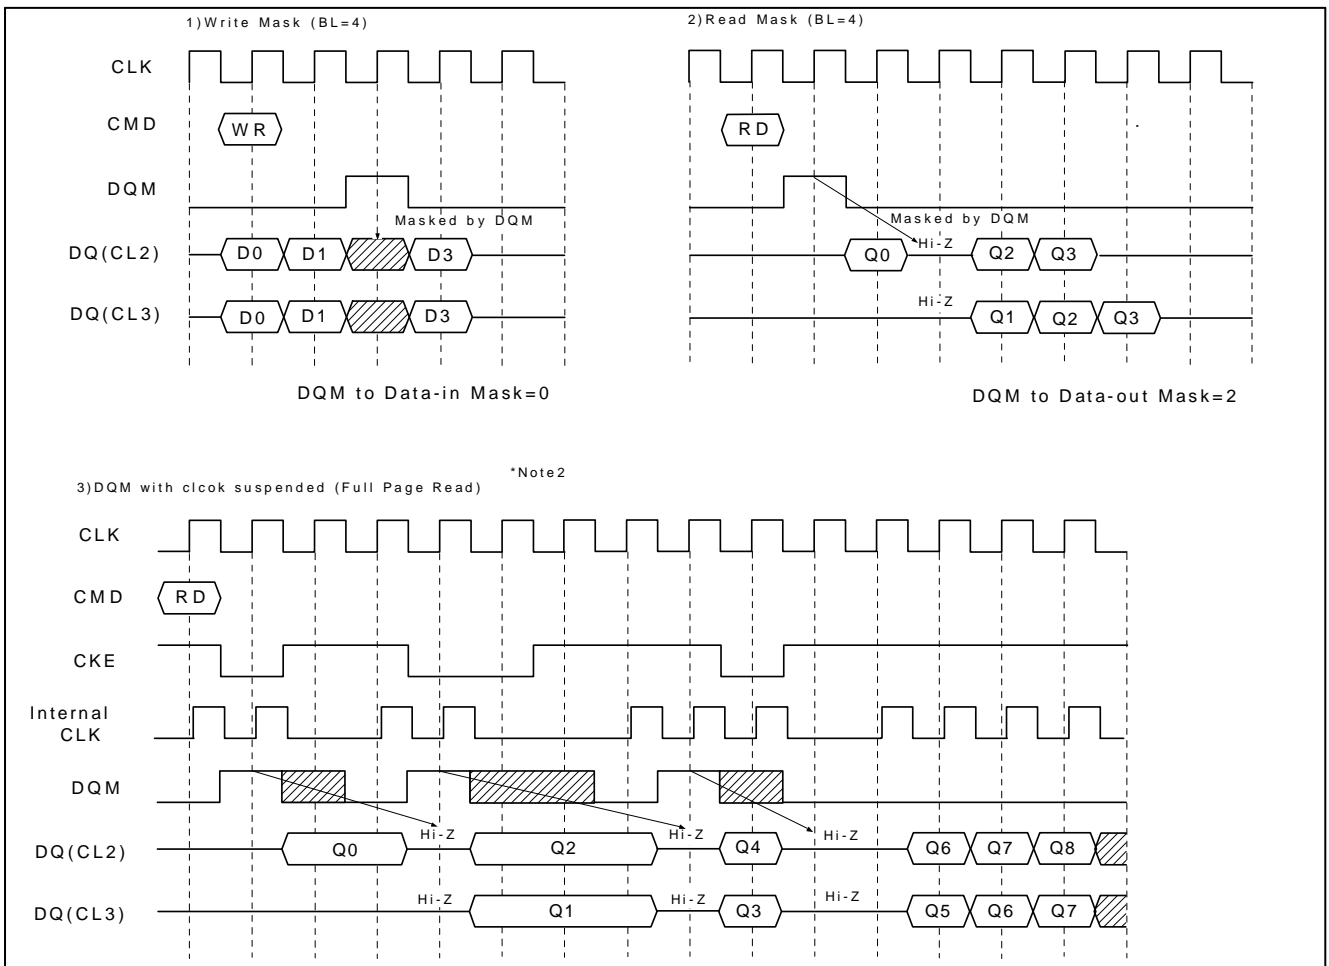 1)Write Mask (BL=4)
2)Read Mask (BL=4)
CLK
CMD
WR
RD
DQM
Masked by DQM
Masked by DQM
DQ(CL2)
D0 D1 D3
Q0 Hi-Z Q2 Q3
DQ(CL3)
D0 D1 D3
Hi-Z Q1 Q2 Q3
DQM to Data-in Mask=0
DQM to Data-out Mask=2
*Note2
3)DQM with clcok suspended (Full Page Read)
CLK
CMD
RD
CKE
Internal
CLK
DQM
DQ(CL2)
Q0 Hi-Z Q2 Hi-Z Q4 Hi-Z Q6 Q7 Q8
DQ(CL3)
Hi-Z Q1 Hi-Z Q3 Hi-Z Q5 Q6 Q7